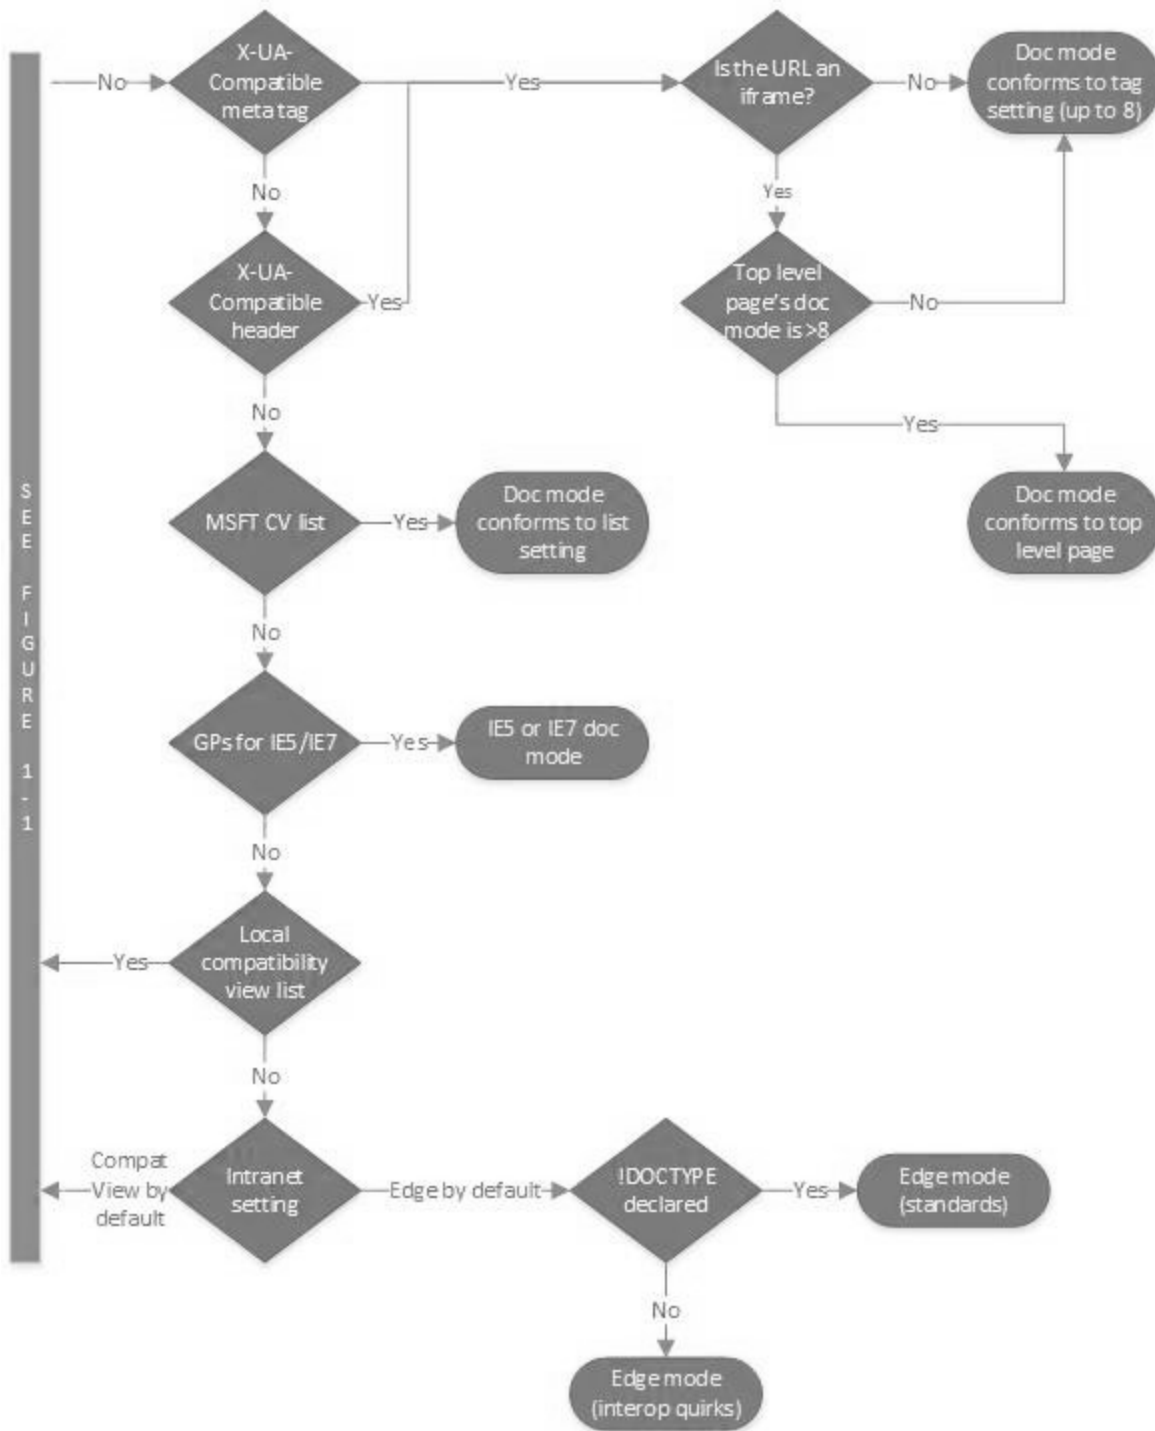 No
X-UA-
Compatible
meta tag
Yes
Is the URL an
iframe?
No
Doc mode
conforms to tag
setting (up to 8)
No
Yes
X-UA-
Compatible
header
Yes
Top level
page's doc
mode is >8
No
No
Yes
MSFT CV list
Yes
Doc mode
conforms to list
setting
Doc mode
conforms to top
level page
SEE FIGURE 1-1
No
GPs for IE5/IE7
Yes
IE5 or IE7 doc
mode
No
Local
compatibility
view list
Yes
No
Compat
View by
default
Intranet
setting
Edge by default
!DOCTYPE
declared
Yes
Edge mode
(standards)
No
Edge mode
(interop quirks)